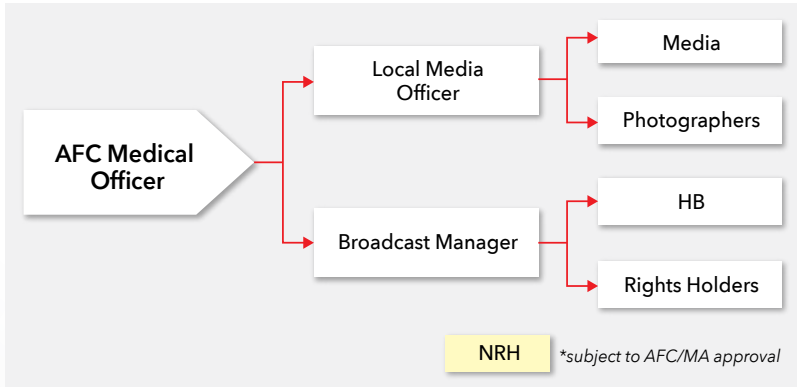 AFC Medical
Officer
Local Media
Officer
Media
Photographers
Broadcast Manager
HB
Rights Holders
NRH
*subject to AFC/MA approval